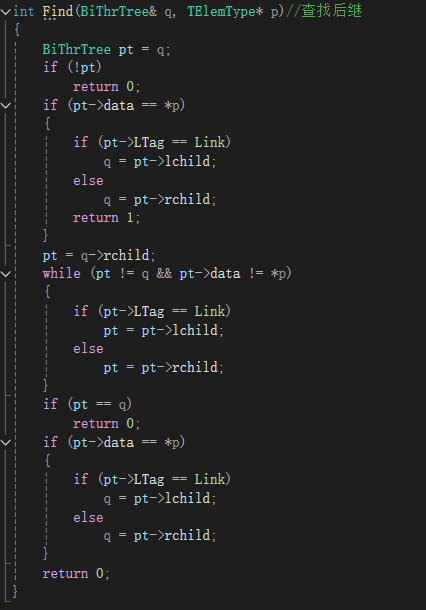 int Find(BiThrTree& q, TElemType* p)//查找后继
{
    BiThrTree pt = q;
    if (!pt)
        return 0;
    if (pt->data == *p)
    {
        if (pt->LTag == Link)
            q = pt->lchild;
        else
            q = pt->rchild;
        return 1;
    }
    pt = q->rchild;
    while (pt != q && pt->data != *p)
    {
        if (pt->LTag == Link)
            pt = pt->lchild;
        else
            pt = pt->rchild;
    }
    if (pt == q)
        return 0;
    if (pt->data == *p)
    {
        if (pt->LTag == Link)
            q = pt->lchild;
        else
            q = pt->rchild;
    }
    return 0;
}